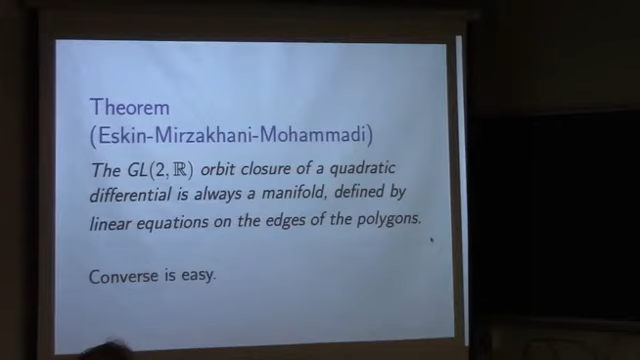 Theorem
(Eskin-Mirzakhani-Mohammadi)
The GL(2, ℝ) orbit closure of a quadratic
differential is always a manifold, defined by
linear equations on the edges of the polygons.
Converse is easy.